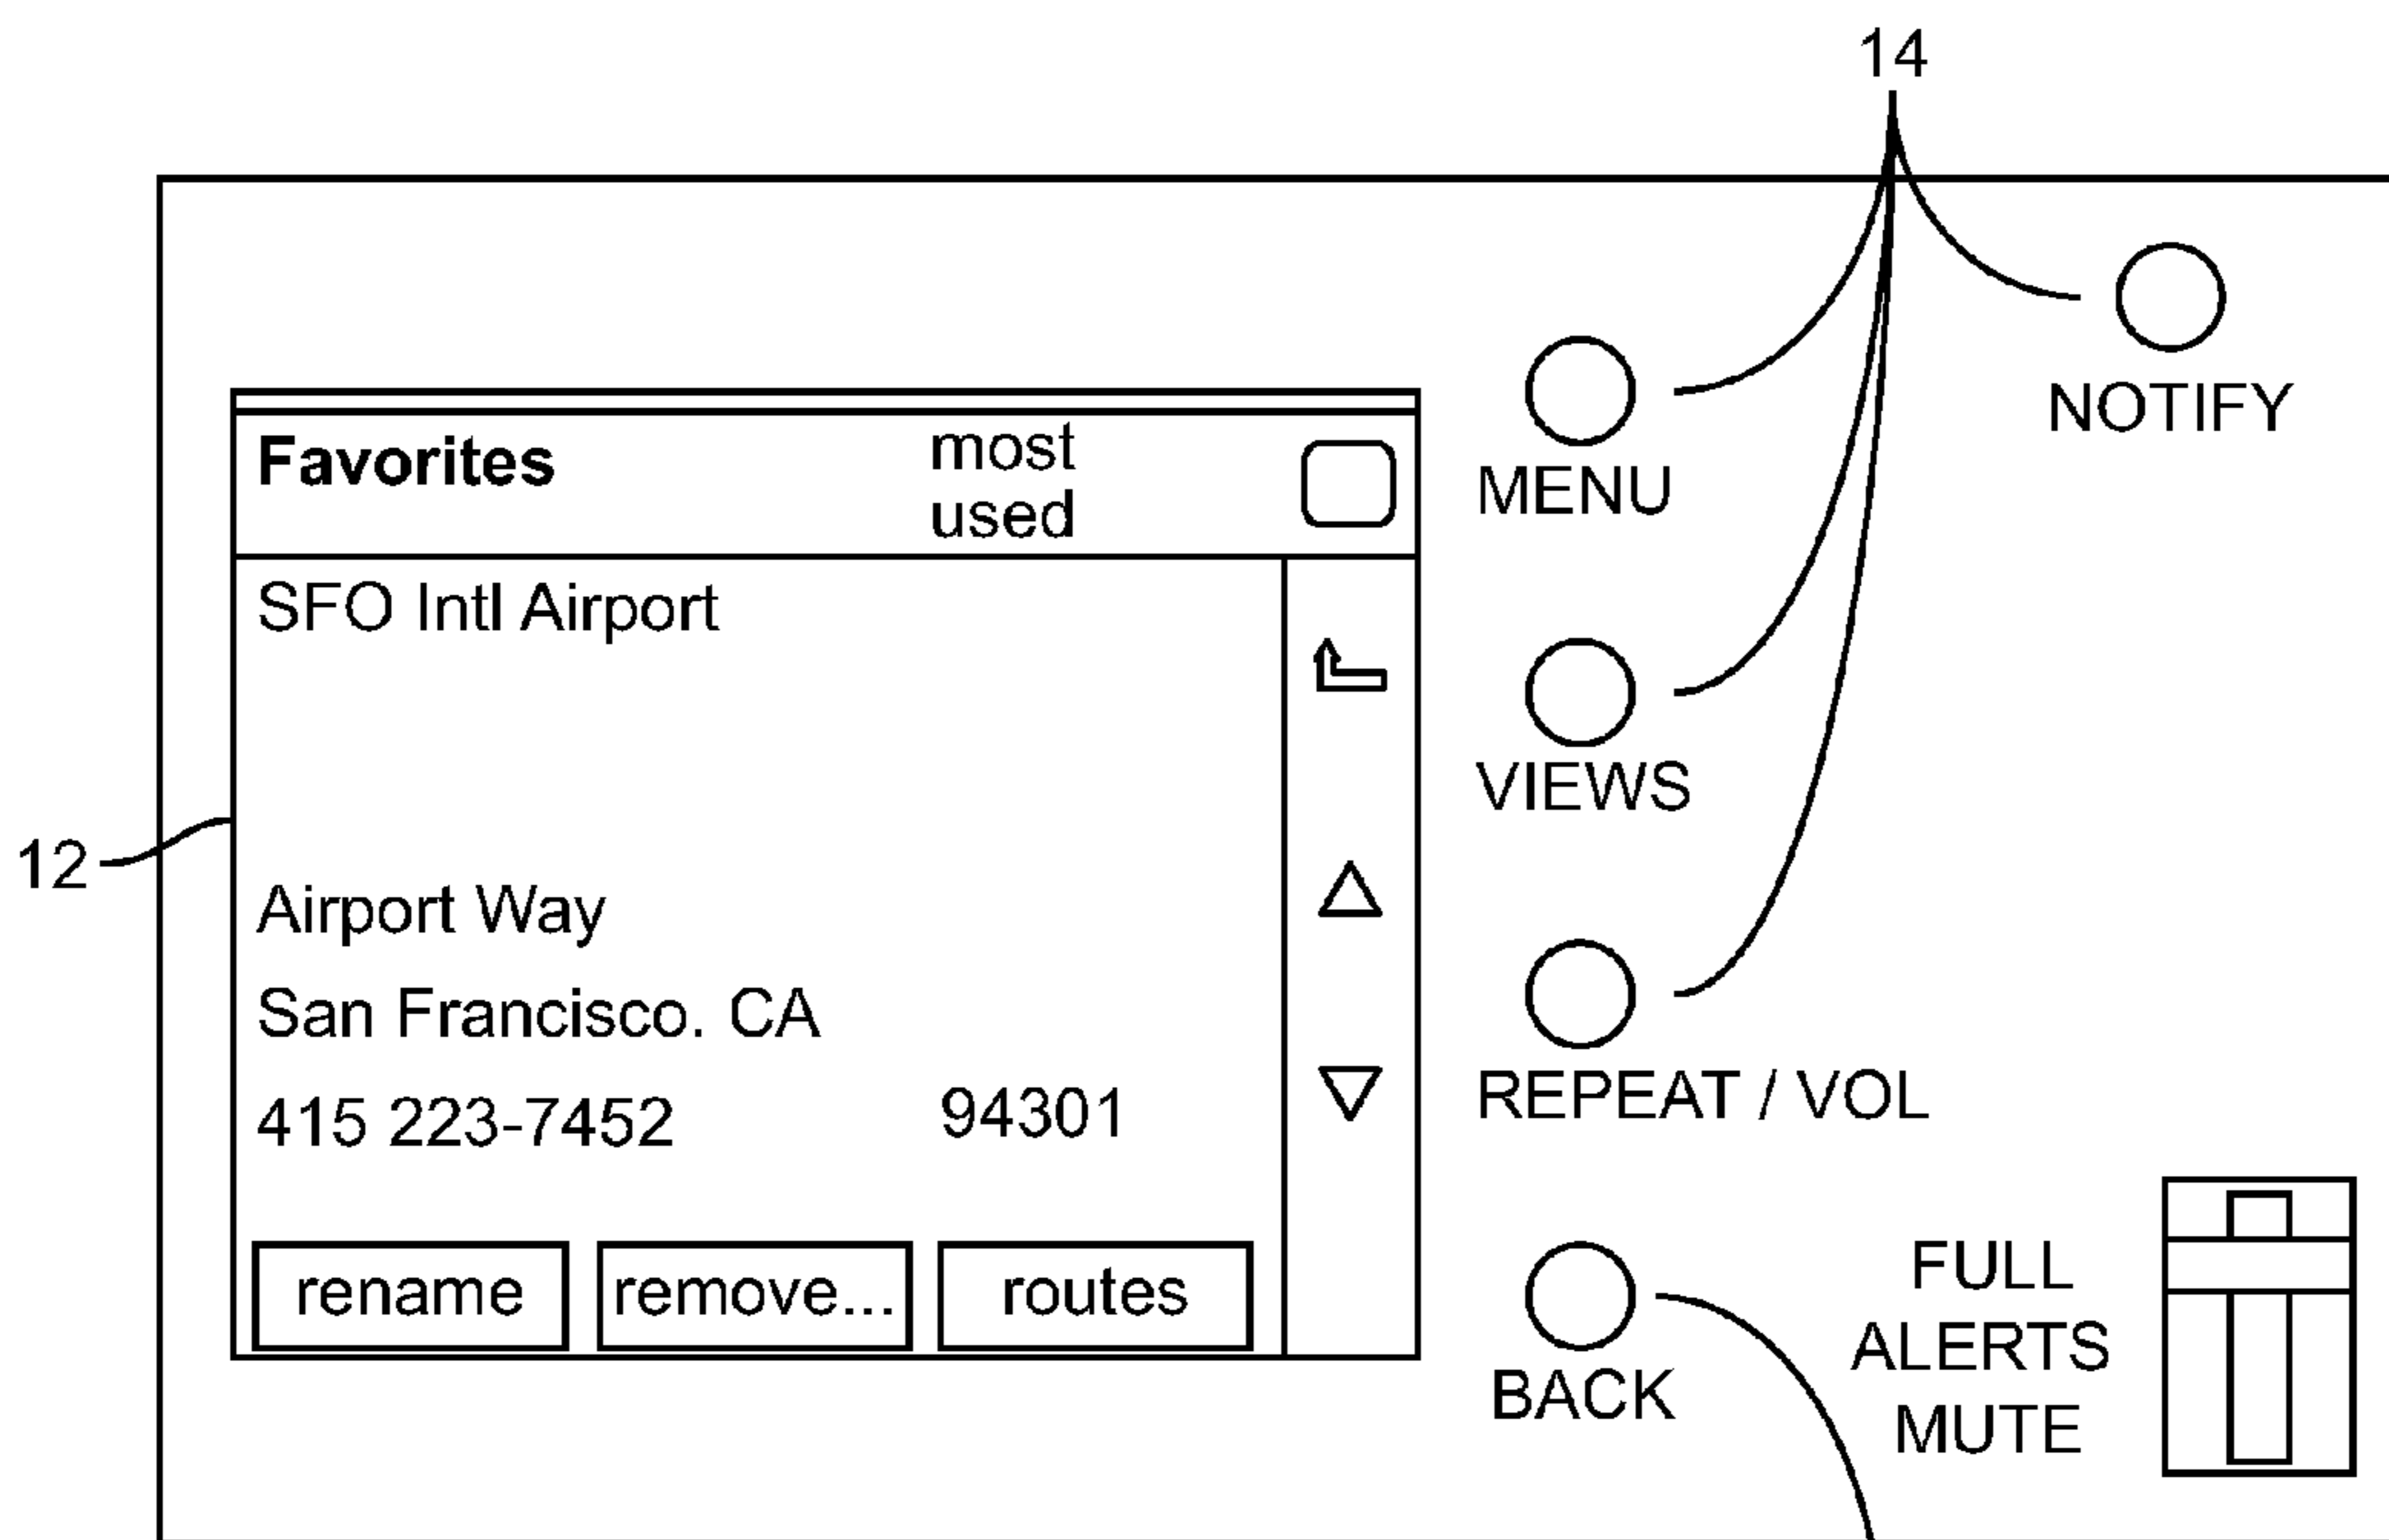 14
NOTIFY
Favorites
most
used
MENU
SFO Intl Airport
VIEWS
12
Airport Way
San Francisco. CA
415 223-7452 94301
REPEAT / VOL
rename remove... routes
BACK
FULL
ALERTS
MUTE